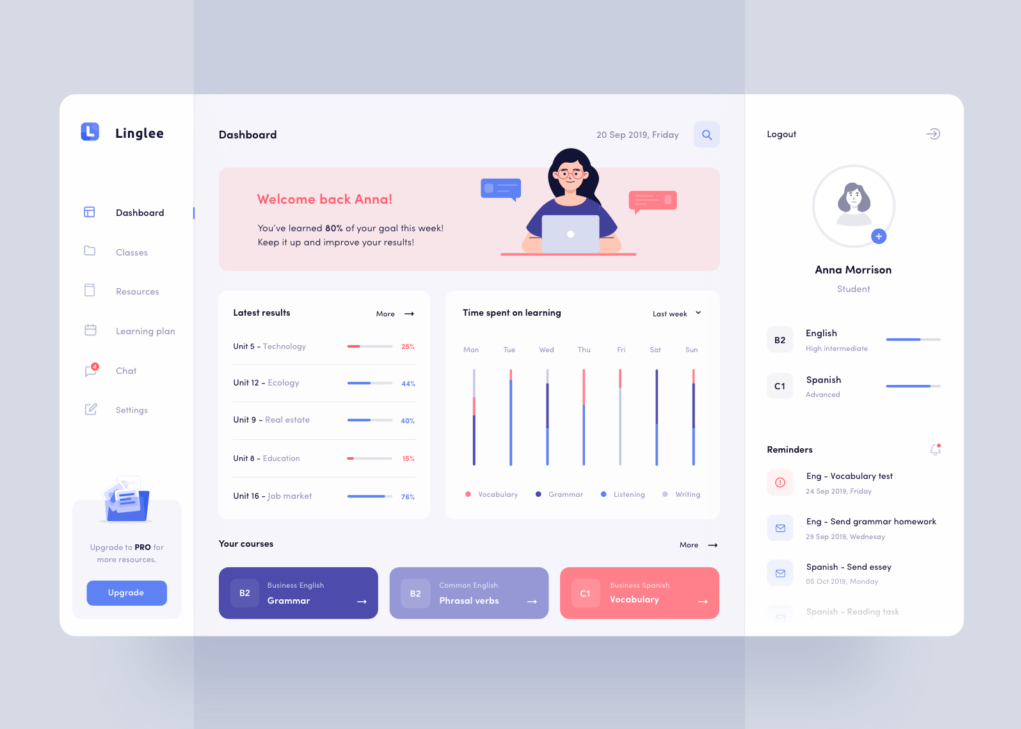 L
Linglee
Dashboard
Classes
Resources
Learning plan
4
Chat
Settings
Upgrade to PRO for
more resources.
Upgrade
Dashboard
20 Sep 2019, Friday
Welcome back Anna!
You've learned 80% of your goal this week!
Keep it up and improve your results!
Latest results
More
Unit 5 - Technology
25%
Unit 12 - Ecology
44%
Unit 9 - Real estate
40%
Unit 8 - Education
15%
Unit 16 - Job market
76%
Time spent on learning
Last week
Mon Tue Wed Thu Fri Sat Sun
Vocabulary Grammar Listening Writing
Your courses
More
B2
Business English
Grammar
B2
Common English
Phrasal verbs
C1
Business Spanish
Vocabulary
Logout
Anna Morrison
Student
B2
English
High intermediate
C1
Spanish
Advanced
Reminders
Eng - Vocabulary test
24 Sep 2019, Friday
Eng - Send grammar homework
29 Sep 2019, Wednesay
Spanish - Send essey
05 Oct 2019, Monday
Spanish - Reading task